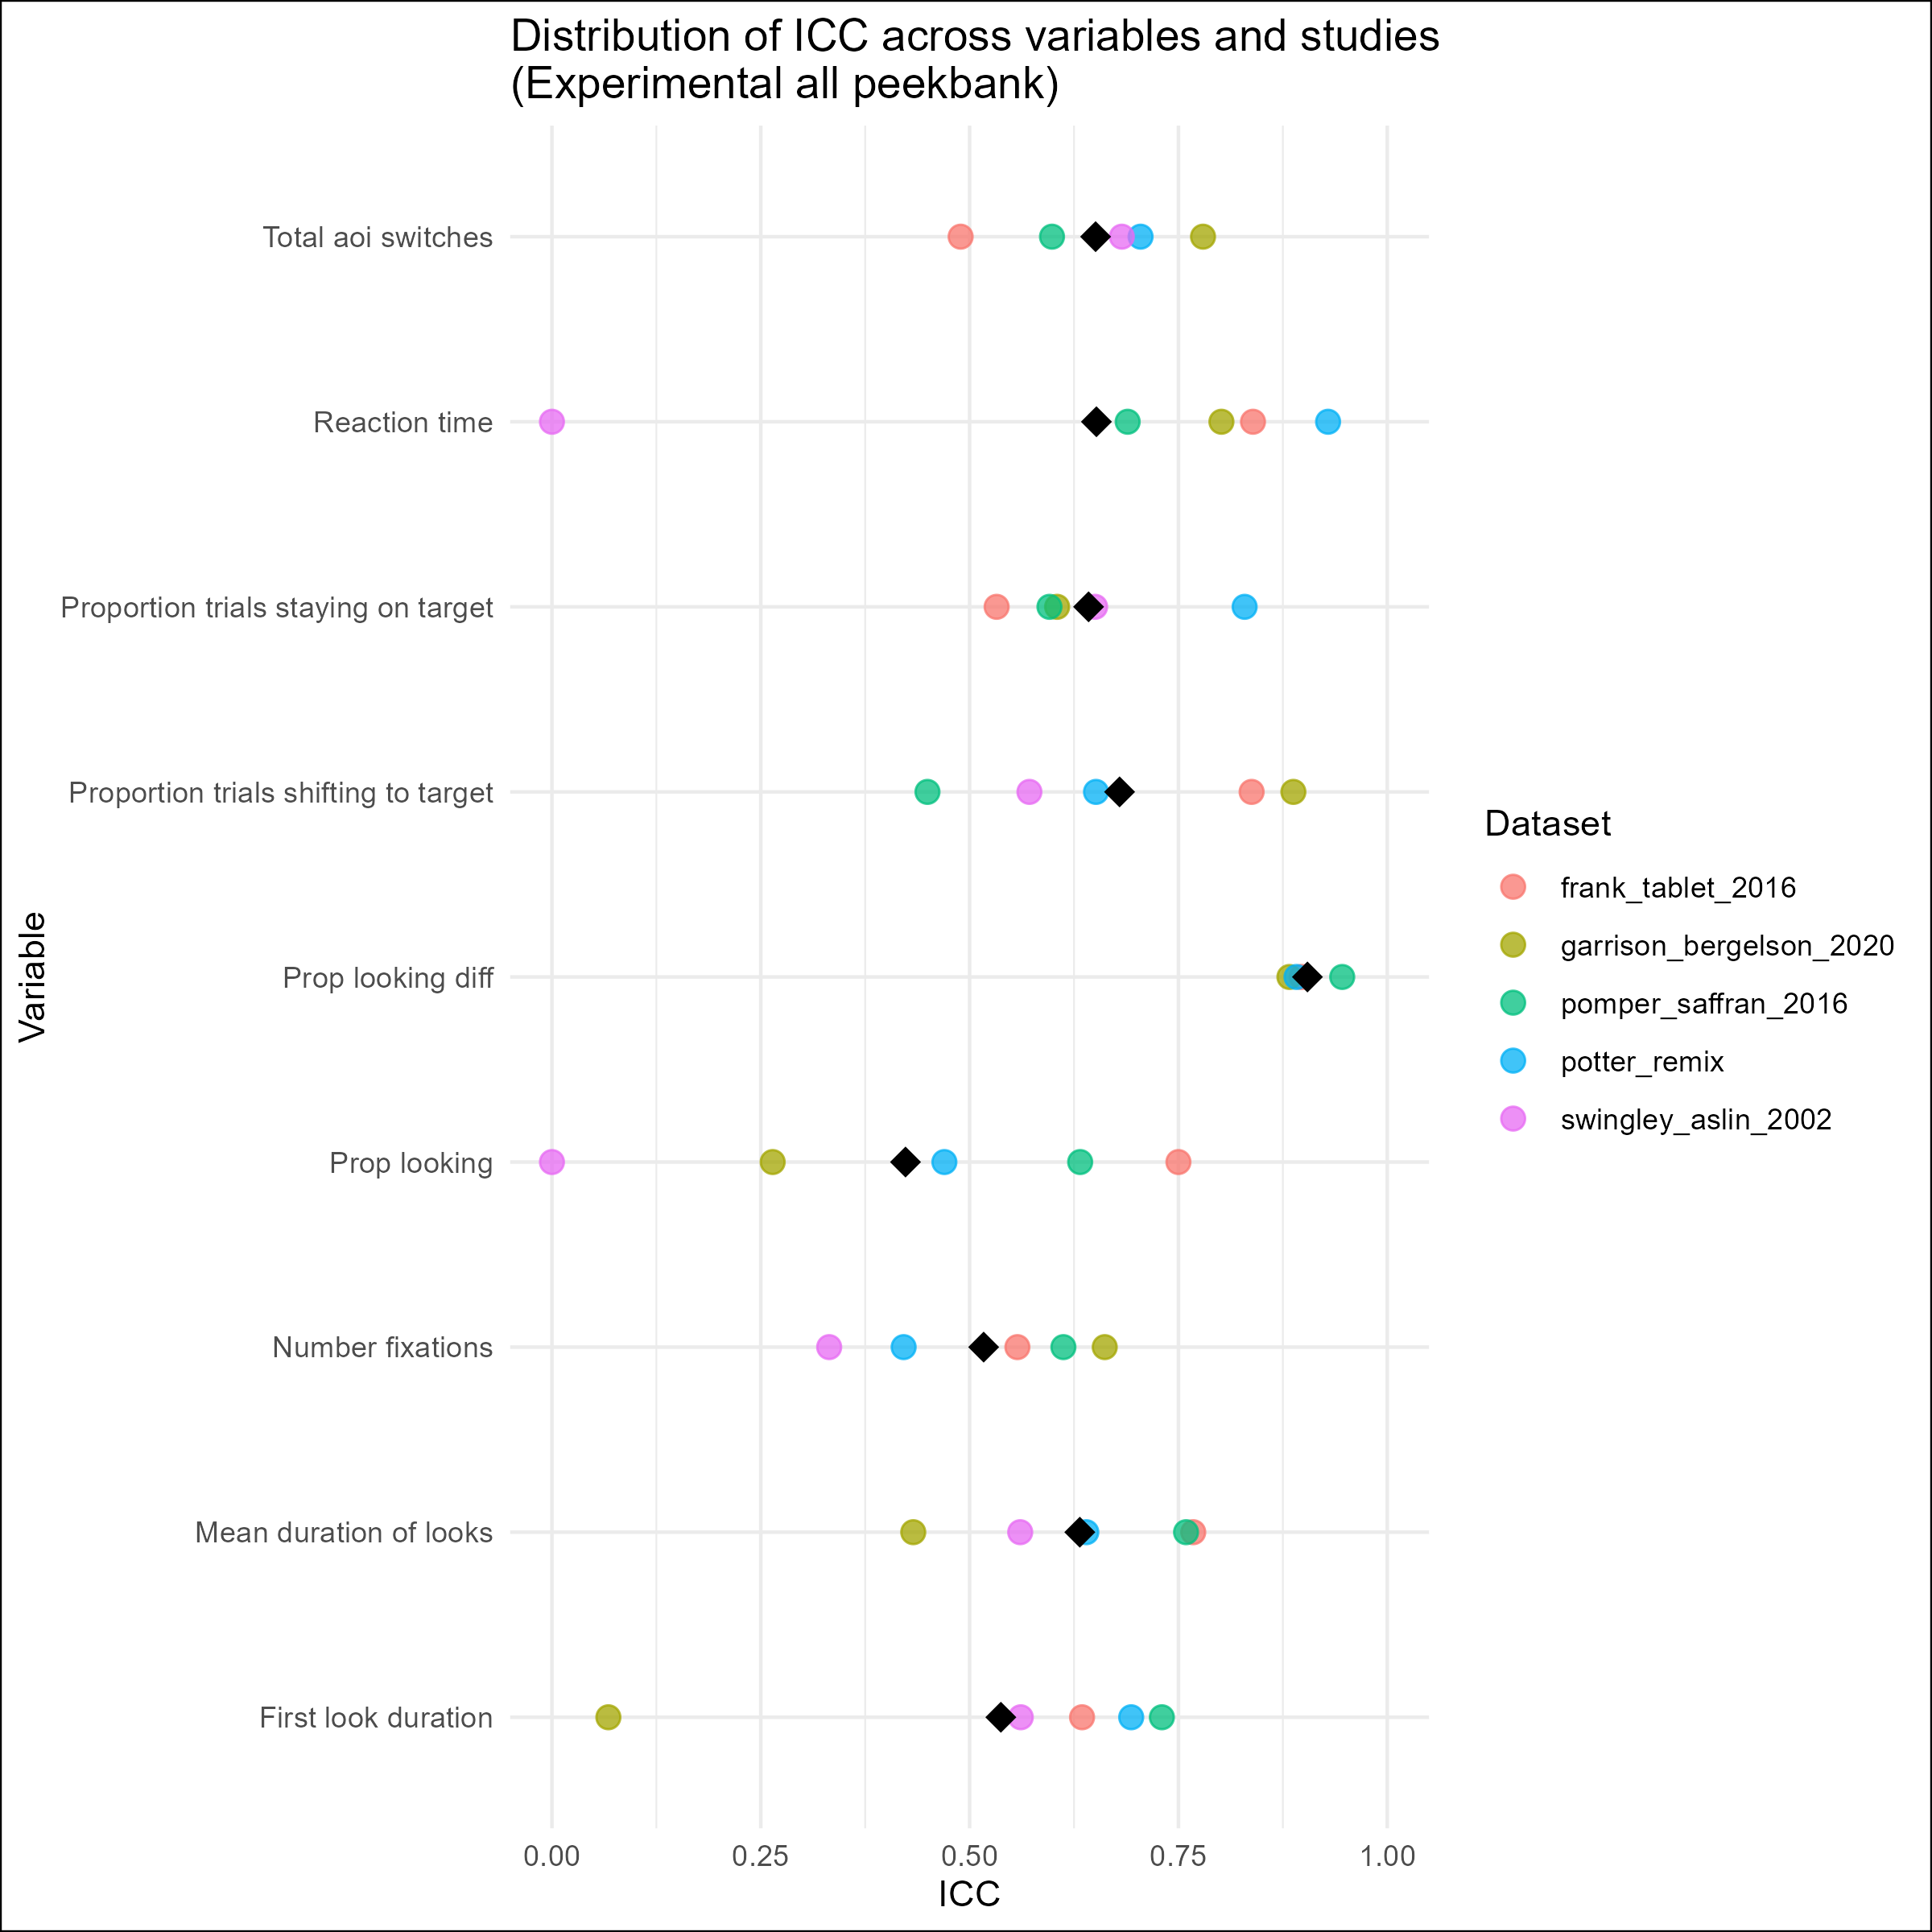 Distribution of ICC across variables and studies
(Experimental all peekbank)
Variable
Total aoi switches
Reaction time
Proportion trials staying on target
Proportion trials shifting to target
Prop looking diff
Prop looking
Number fixations
Mean duration of looks
First look duration
0.00
0.25
0.50
0.75
1.00
ICC
Dataset
frank_tablet_2016
garrison_bergelson_2020
pomper_saffran_2016
potter_remix
swingley_aslin_2002